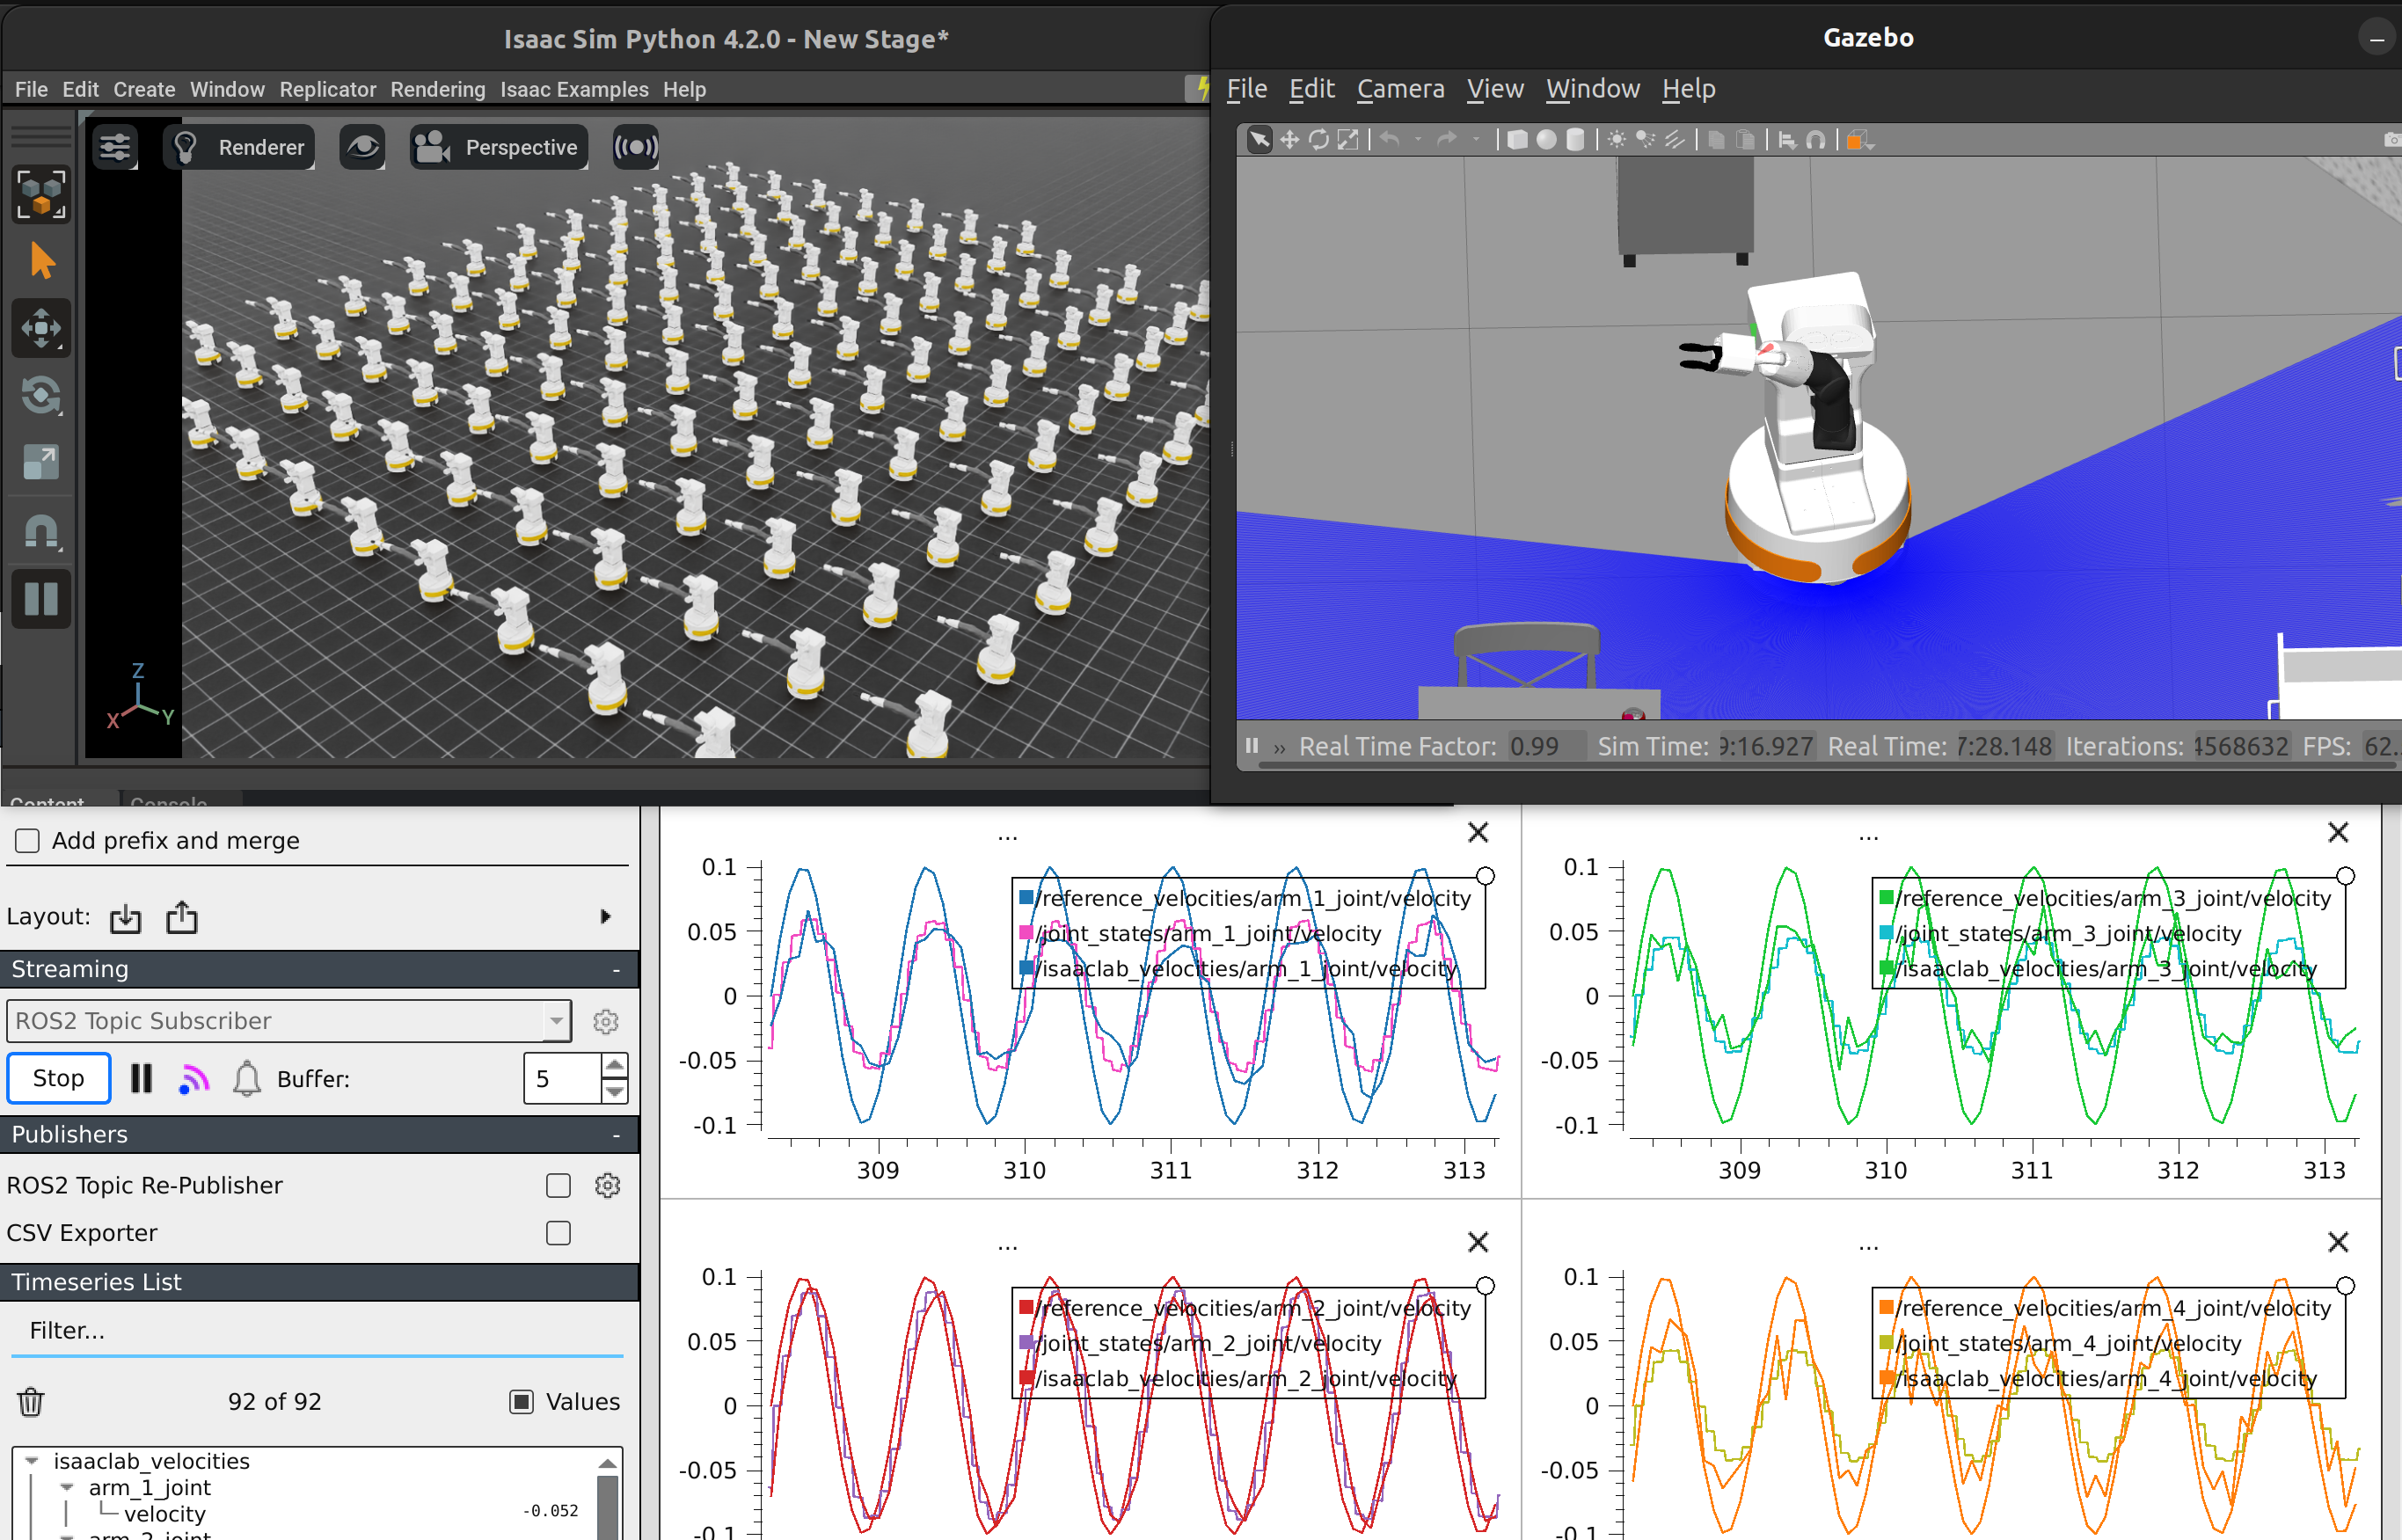 Isaac Sim Python 4.2.0 - New Stage*
File Edit Create Window Replicator Rendering Isaac Examples Help
Renderer
Perspective
Z
X
Y
Content
Console
Gazebo
File Edit Camera View Window Help
Real Time Factor: 0.99 Sim Time: 9:16.927 Real Time: 7:28.148 Iterations: 4568632 FPS: 62.
Add prefix and merge
Layout:
Streaming -
ROS2 Topic Subscriber
Stop
Buffer:
5
Publishers -
ROS2 Topic Re-Publisher
CSV Exporter
Timeseries List
Filter...
92 of 92
Values
isaaclab_velocities
arm_1_joint
velocity
-0.052
arm_2_joint
...
0.1
0.05
0
-0.05
-0.1
309 310 311 312 313
/reference_velocities/arm_1_joint/velocity
/joint_states/arm_1_joint/velocity
/isaaclab_velocities/arm_1_joint/velocity
...
0.1
0.05
0
-0.05
-0.1
309 310 311 312 313
/reference_velocities/arm_3_joint/velocity
/joint_states/arm_3_joint/velocity
/isaaclab_velocities/arm_3_joint/velocity
...
0.1
0.05
0
-0.05
-0.1
/reference_velocities/arm_2_joint/velocity
/joint_states/arm_2_joint/velocity
/isaaclab_velocities/arm_2_joint/velocity
...
0.1
0.05
0
-0.05
-0.1
/reference_velocities/arm_4_joint/velocity
/joint_states/arm_4_joint/velocity
/isaaclab_velocities/arm_4_joint/velocity